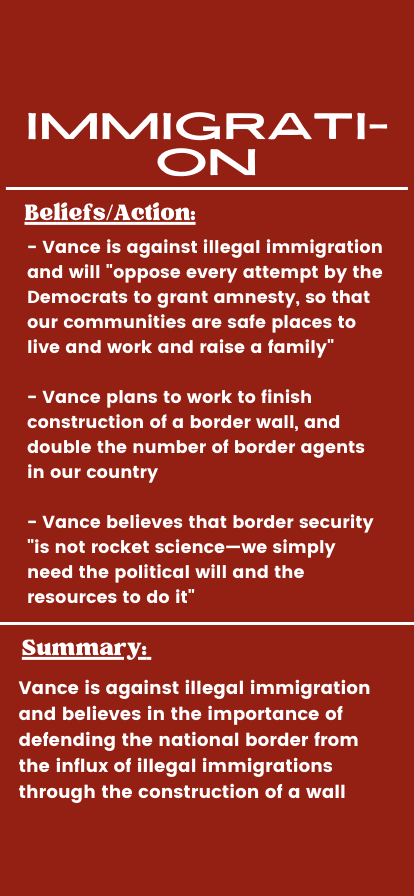 IMMIGRATI-
ON
Beliefs/Action:
- Vance is against illegal immigration
and will "oppose every attempt by the
Democrats to grant amnesty, so that
our communities are safe places to
live and work and raise a family"
- Vance plans to work to finish
construction of a border wall, and
double the number of border agents
in our country
- Vance believes that border security
"is not rocket science—we simply
need the political will and the
resources to do it"
Summary:
Vance is against illegal immigration
and believes in the importance of
defending the national border from
the influx of illegal immigrations
through the construction of a wall